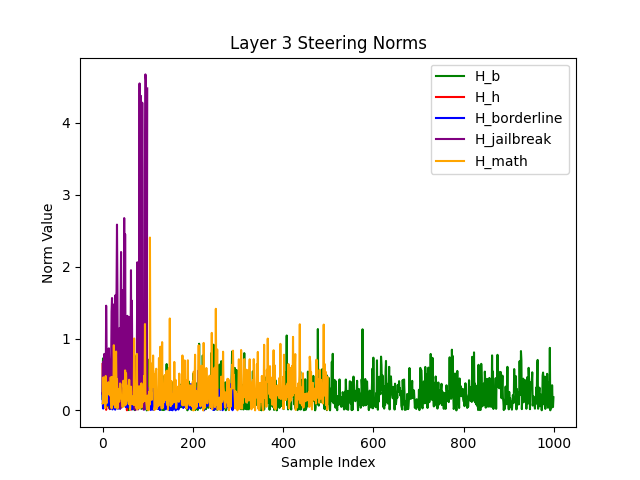 Layer 3 Steering Norms
H_b
H_h
H_borderline
H_jailbreak
H_math
Norm Value
4
3
2
1
0
0 200 400 600 800 1000
Sample Index